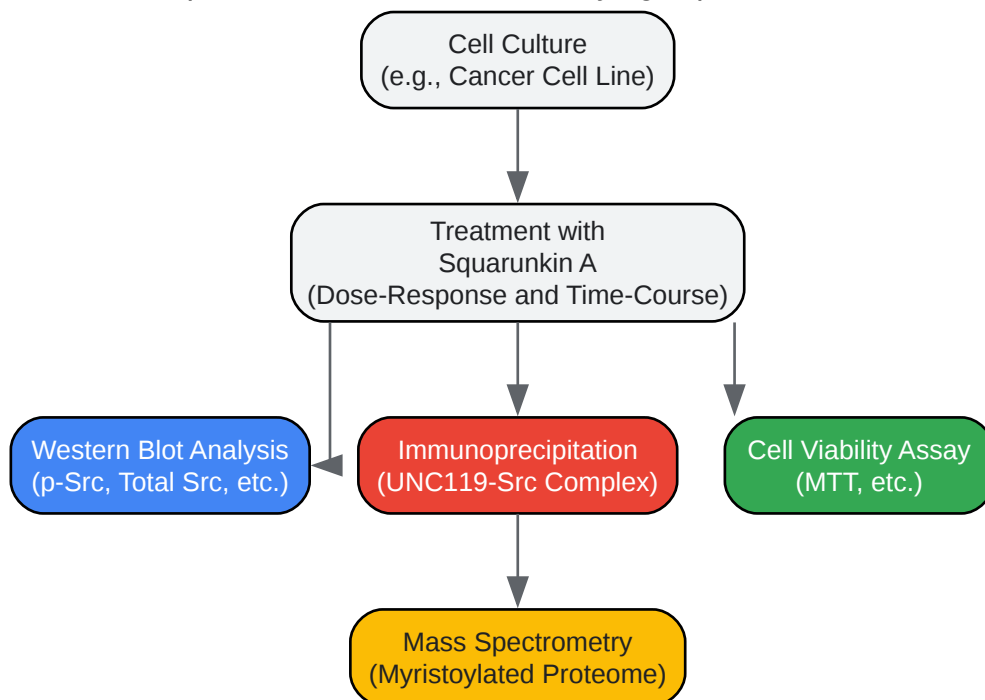 Cell Culture
(e.g., Cancer Cell Line)
Treatment with
Squarunkin A
(Dose-Response and Time-Course)
Western Blot Analysis
(p-Src, Total Src, etc.)
Immunoprecipitation
(UNC119-Src Complex)
Cell Viability Assay
(MTT, etc.)
Mass Spectrometry
(Myristoylated Proteome)